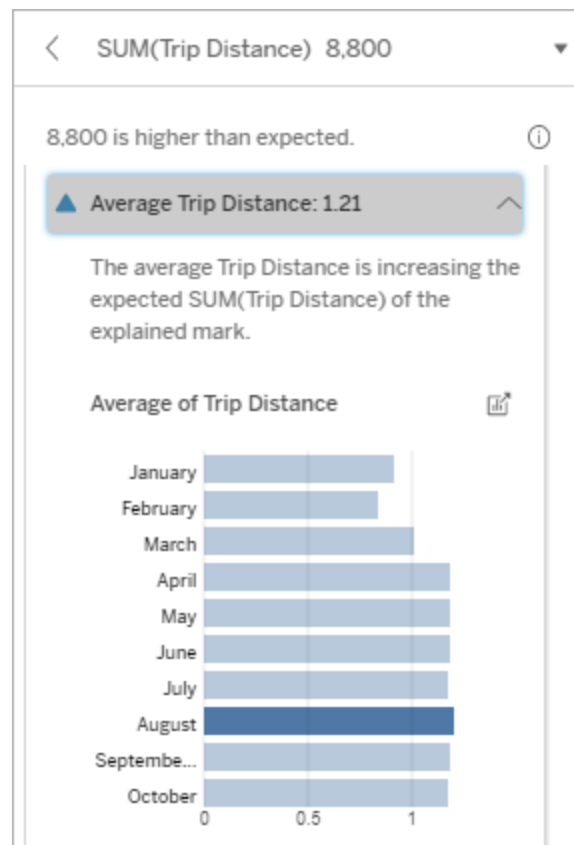 SUM(Trip Distance) 8,800
8,800 is higher than expected.
Average Trip Distance: 1.21
The average Trip Distance is increasing the
expected SUM(Trip Distance) of the
explained mark.
Average of Trip Distance
January
February
March
April
May
June
July
August
Septembe...
October
0 0.5 1